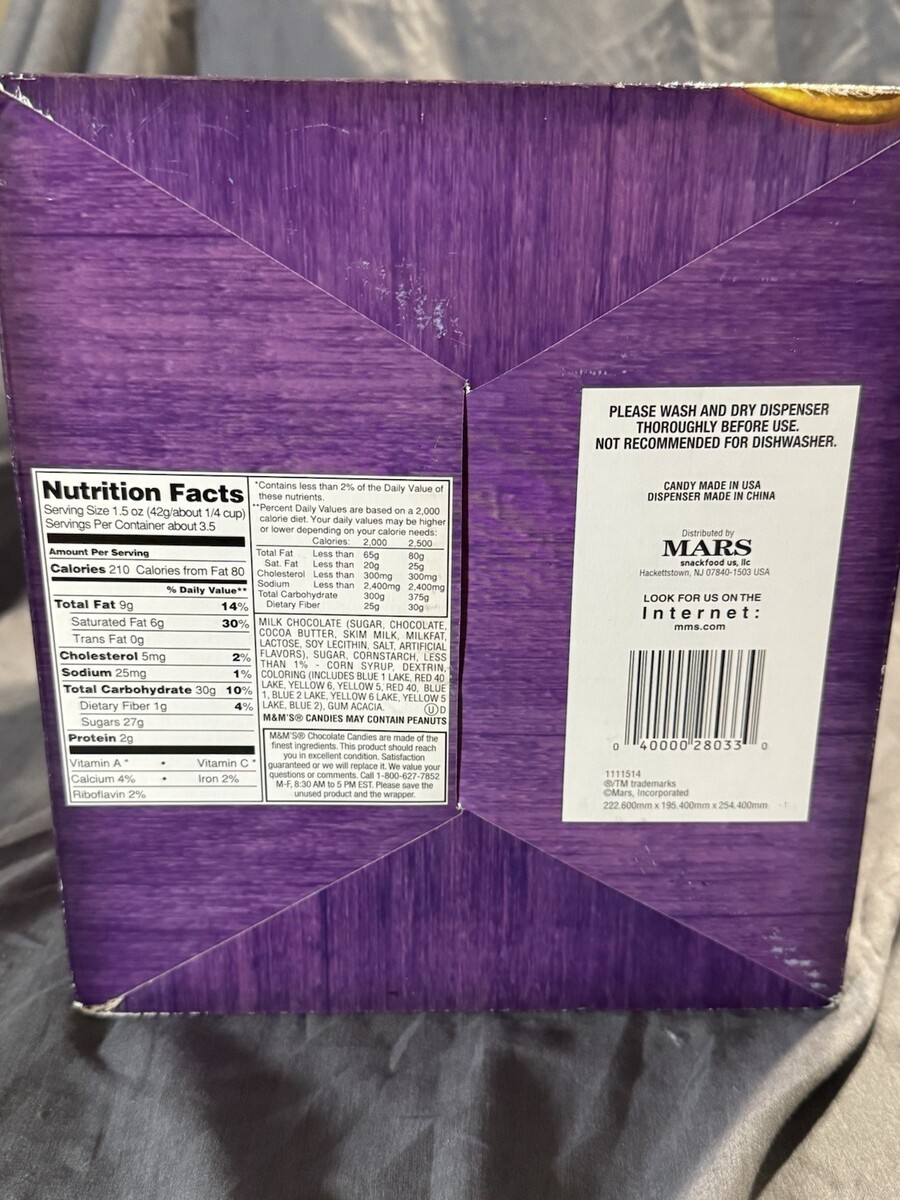 Nutrition Facts
Serving Size 1.5 oz (42g/about 1/4 cup)
Servings Per Container about 3.5
Amount Per Serving
Calories 210 Calories from Fat 80
% Daily Value**
Total Fat 9g 14%
Saturated Fat 6g 30%
Trans Fat 0g
Cholesterol 5mg 2%
Sodium 25mg 1%
Total Carbohydrate 30g 10%
Dietary Fiber 1g 4%
Sugars 27g
Protein 2g
Vitamin A * • Vitamin C *
Calcium 4% • Iron 2%
Riboflavin 2%
*Contains less than 2% of the Daily Value of
these nutrients.
**Percent Daily Values are based on a 2,000
calorie diet. Your daily values may be higher
or lower depending on your calorie needs:
Calories: 2,000 2,500
Total Fat Less than 65g 80g
Sat. Fat Less than 20g 25g
Cholesterol Less than 300mg 300mg
Sodium Less than 2,400mg 2,400mg
Total Carbohydrate 300g 375g
Dietary Fiber 25g 30g
MILK CHOCOLATE (SUGAR, CHOCOLATE,
COCOA BUTTER, SKIM MILK, MILKFAT,
LACTOSE, SOY LECITHIN, SALT, ARTIFICIAL
FLAVORS), SUGAR, CORNSTARCH, LESS
THAN 1% - CORN SYRUP, DEXTRIN,
COLORING (INCLUDES BLUE 1 LAKE, RED 40
LAKE, YELLOW 6, YELLOW 5, RED 40, BLUE
1, BLUE 2 LAKE, YELLOW 6 LAKE, YELLOW 5
LAKE, BLUE 2), GUM ACACIA. Ⓤ D
M&M'S® CANDIES MAY CONTAIN PEANUTS
M&M'S® Chocolate Candies are made of the
finest ingredients. This product should reach
you in excellent condition. Satisfaction
guaranteed or we will replace it. We value your
questions or comments. Call 1-800-627-7852
M-F, 8:30 AM to 5 PM EST. Please save the
unused product and the wrapper.
PLEASE WASH AND DRY DISPENSER
THOROUGHLY BEFORE USE.
NOT RECOMMENDED FOR DISHWASHER.
CANDY MADE IN USA
DISPENSER MADE IN CHINA
Distributed by
MARS
snackfood us, llc
Hackettstown, NJ 07840-1503 USA
LOOK FOR US ON THE
Internet:
mms.com
0 40000 28033 0
1111514
®/TM trademarks
©Mars, Incorporated
222.600mm x 195.400mm x 254.400mm